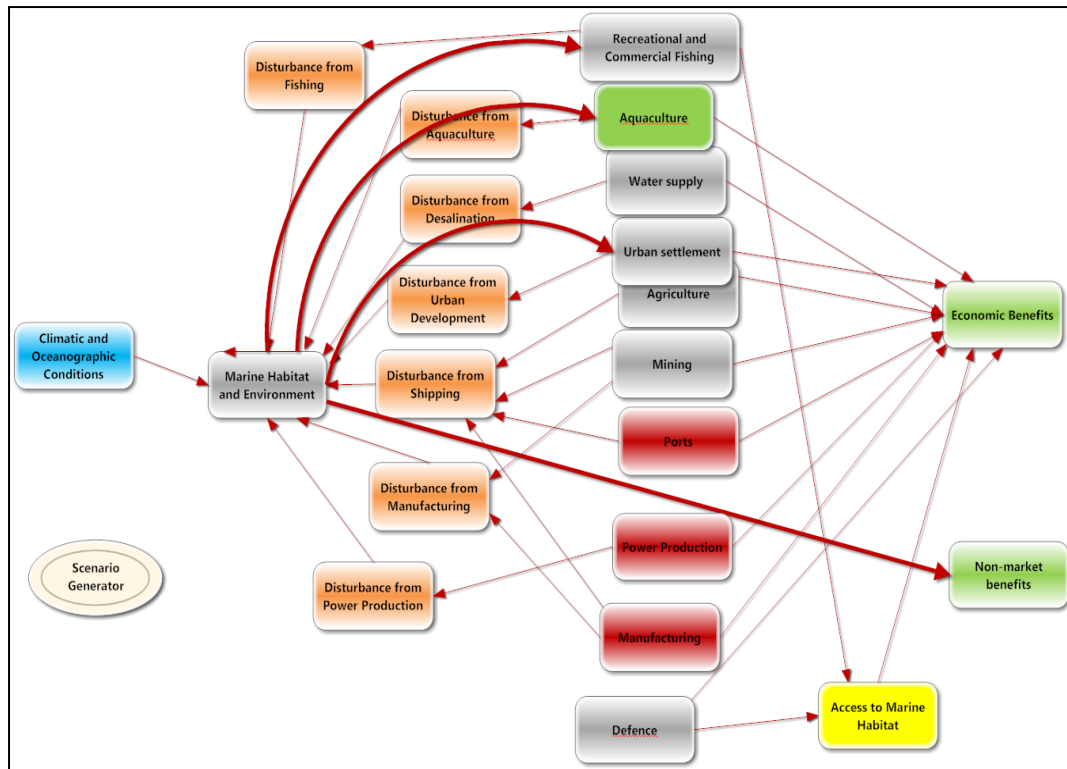 Recreational and
Commercial Fishing
Disturbance from
Fishing
Aquaculture
Disturbance from
Aquaculture
Water supply
Disturbance from
Desalination
Urban settlement
Disturbance from
Urban
Development
Agriculture
Economic Benefits
Climatic and
Oceanographic
Conditions
Marine Habitat
and Environment
Disturbance from
Shipping
Mining
Ports
Disturbance from
Manufacturing
Power Production
Scenario
Generator
Disturbance from
Power Production
Non-market
benefits
Manufacturing
Defence
Access to Marine
Habitat